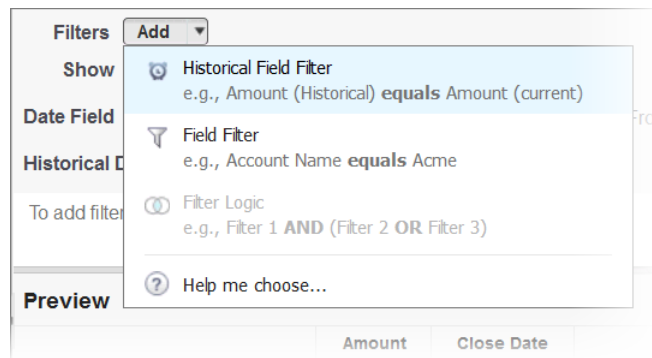 Filters Add
Show
Historical Field Filter
e.g., Amount (Historical) equals Amount (current)
Date Field
Field Filter
e.g., Account Name equals Acme
Historical
Filter Logic
e.g., Filter 1 AND (Filter 2 OR Filter 3)
To add filter
Help me choose...
Preview
Amount Close Date